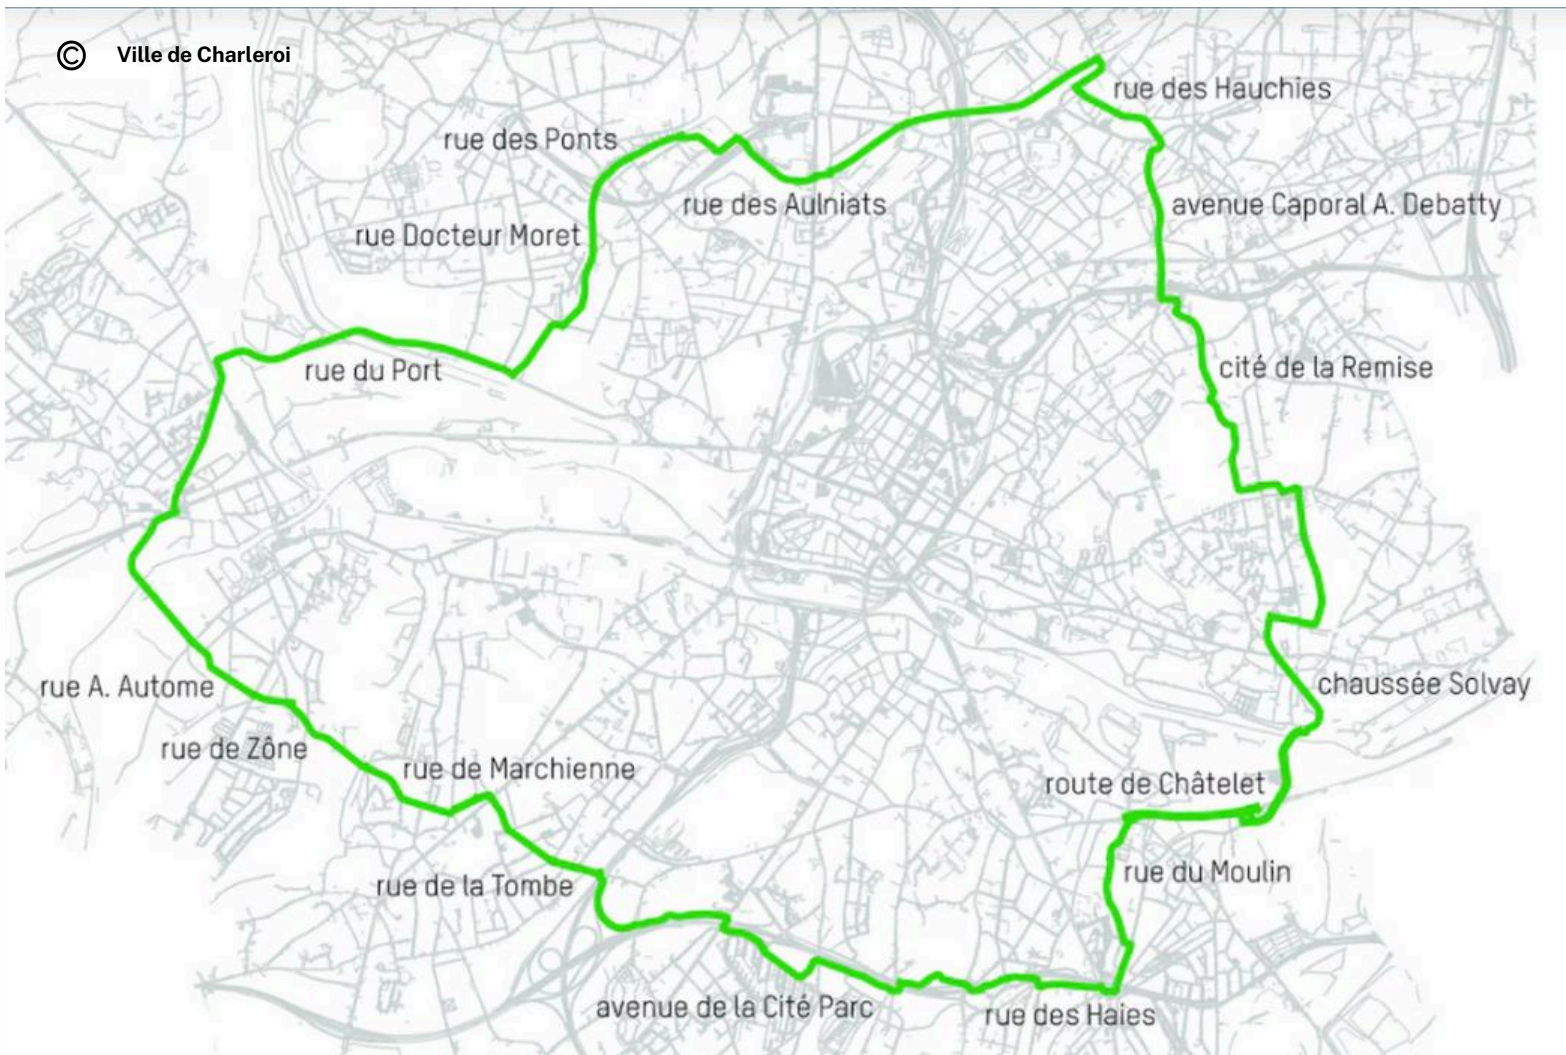 © Ville de Charleroi
rue des Hauchies
rue des Ponts
rue des Aulniats
avenue Caporal A. Debatty
rue Docteur Moret
rue du Port
cité de la Remise
rue A. Autome
chaussée Solvay
rue de Zône
rue de Marchienne
route de Châtelet
rue de la Tombe
rue du Moulin
avenue de la Cité Parc
rue des Haies